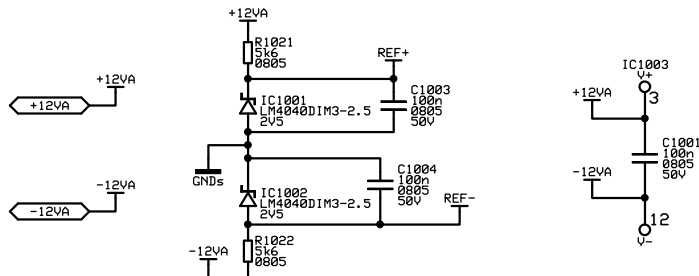 +12VA
R1021
5k6
0805
REF+
IC1003
V+
3
+12VA
+12VA
IC1001
LM4040DIM3-2.5
2V5
C1003
100n
0805
50V
+12VA
C1001
100n
0805
50V
GNDs
-12VA
-12VA
IC1002
LM4040DIM3-2.5
2V5
C1004
100n
0805
50V
REF-
-12VA
12
V-
R1022
5k6
0805
-12VA